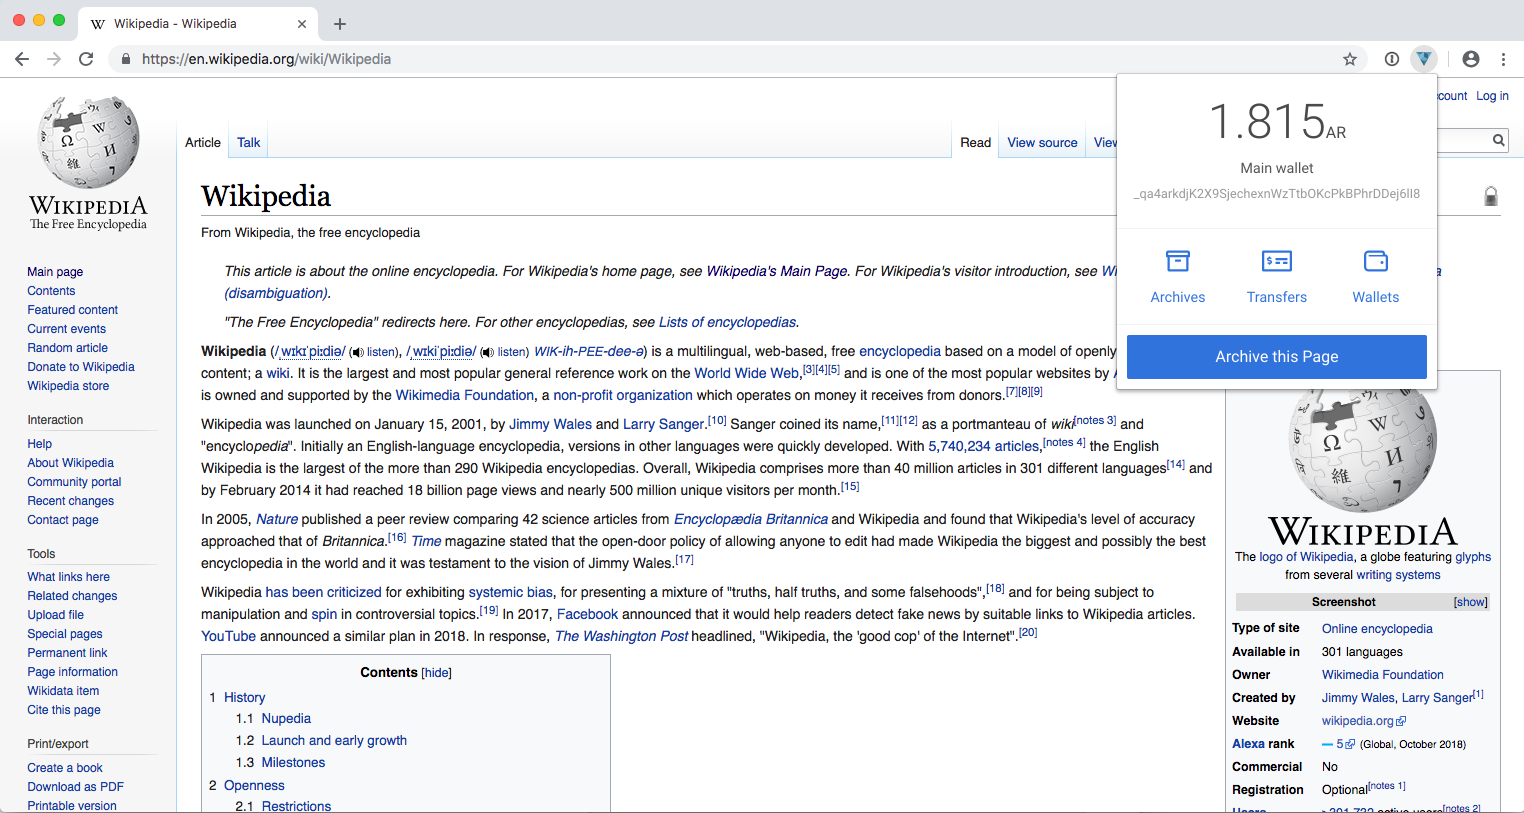 Wikipedia - Wikipedia
https://en.wikipedia.org/wiki/Wikipedia
count Log in
1.815AR
Main wallet
_qa4arkdjK2X9SjechexnWzTtbOKcPkBPhrDDej6lI8
Archives Transfers Wallets
Archive this Page
WIKIPEDIA
The Free Encyclopedia
Main page
Contents
Featured content
Current events
Random article
Donate to Wikipedia
Wikipedia store
Interaction
Help
About Wikipedia
Community portal
Recent changes
Contact page
Tools
What links here
Related changes
Upload file
Special pages
Permanent link
Page information
Wikidata item
Cite this page
Print/export
Create a book
Download as PDF
Printable version
Article Talk
Read View source View
Wikipedia
From Wikipedia, the free encyclopedia
This article is about the online encyclopedia. For Wikipedia's home page, see Wikipedia's Main Page. For Wikipedia's visitor introduction, see
(disambiguation).
"The Free Encyclopedia" redirects here. For other encyclopedias, see Lists of encyclopedias.
Wikipedia (/ˌwɪkɪˈpiːdiə/ (listen), /ˌwɪkiˈpiːdiə/ (listen) WIK-ih-PEE-dee-ə) is a multilingual, web-based, free encyclopedia based on a model of openly
content; a wiki. It is the largest and most popular general reference work on the World Wide Web,[3][4][5] and is one of the most popular websites by
is owned and supported by the Wikimedia Foundation, a non-profit organization which operates on money it receives from donors.[7][8][9]
Wikipedia was launched on January 15, 2001, by Jimmy Wales and Larry Sanger.[10] Sanger coined its name,[11][12] as a portmanteau of wiki[notes 3] and
"encyclopedia". Initially an English-language encyclopedia, versions in other languages were quickly developed. With 5,740,234 articles,[notes 4] the English
Wikipedia is the largest of the more than 290 Wikipedia encyclopedias. Overall, Wikipedia comprises more than 40 million articles in 301 different languages[14] and
by February 2014 it had reached 18 billion page views and nearly 500 million unique visitors per month.[15]
In 2005, Nature published a peer review comparing 42 science articles from Encyclopædia Britannica and Wikipedia and found that Wikipedia's level of accuracy
approached that of Britannica.[16] Time magazine stated that the open-door policy of allowing anyone to edit had made Wikipedia the biggest and possibly the best
encyclopedia in the world and it was testament to the vision of Jimmy Wales.[17]
Wikipedia has been criticized for exhibiting systemic bias, for presenting a mixture of "truths, half truths, and some falsehoods",[18] and for being subject to
manipulation and spin in controversial topics.[19] In 2017, Facebook announced that it would help readers detect fake news by suitable links to Wikipedia articles.
YouTube announced a similar plan in 2018. In response, The Washington Post headlined, "Wikipedia, the 'good cop' of the Internet".[20]
Contents [hide]
1 History
1.1 Nupedia
1.2 Launch and early growth
1.3 Milestones
2 Openness
2.1 Restrictions
WIKIPEDIA
The logo of Wikipedia, a globe featuring glyphs
from several writing systems
Screenshot [show]
Type of site Online encyclopedia
Available in 301 languages
Owner Wikimedia Foundation
Created by Jimmy Wales, Larry Sanger[1]
Website wikipedia.org
Alexa rank 5 (Global, October 2018)
Commercial No
Registration Optional[notes 1]